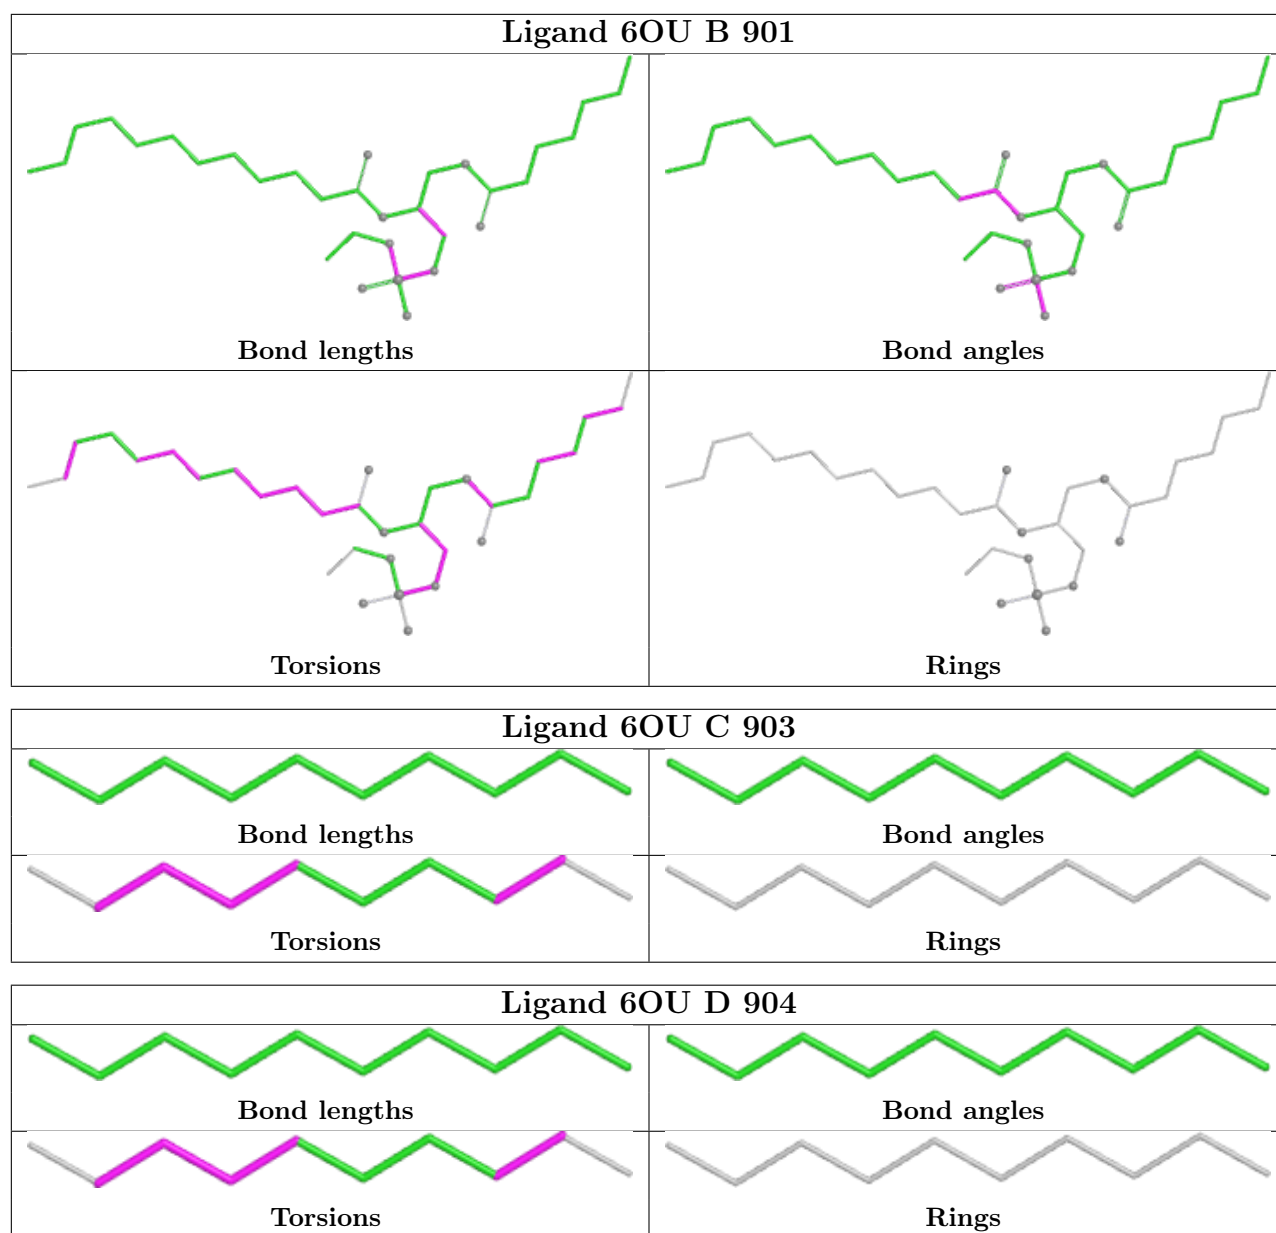 Ligand 6OU B 901
Bond lengths
Bond angles
Torsions
Rings
Ligand 6OU C 903
Bond lengths
Bond angles
Torsions
Rings
Ligand 6OU D 904
Bond lengths
Bond angles
Torsions
Rings